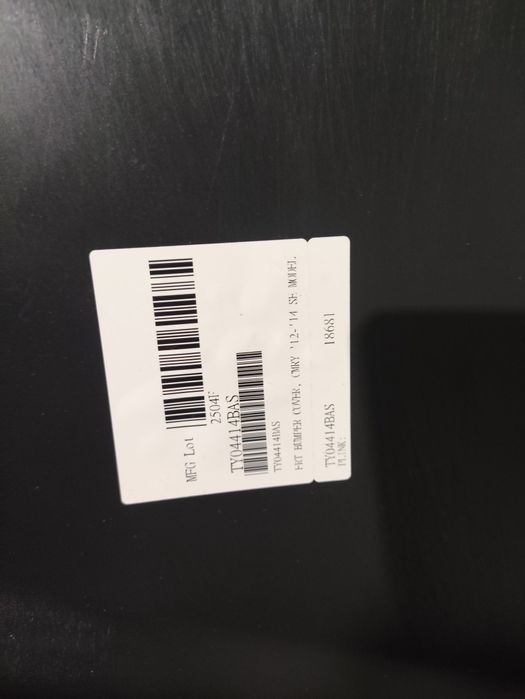 MFG Lot
2504F
TY04414BAS
TY04414BAS
FRT BUMPER COVER, CMRY '12-'14 SE MODEL.
TY04414BAS 18681
PLINK: